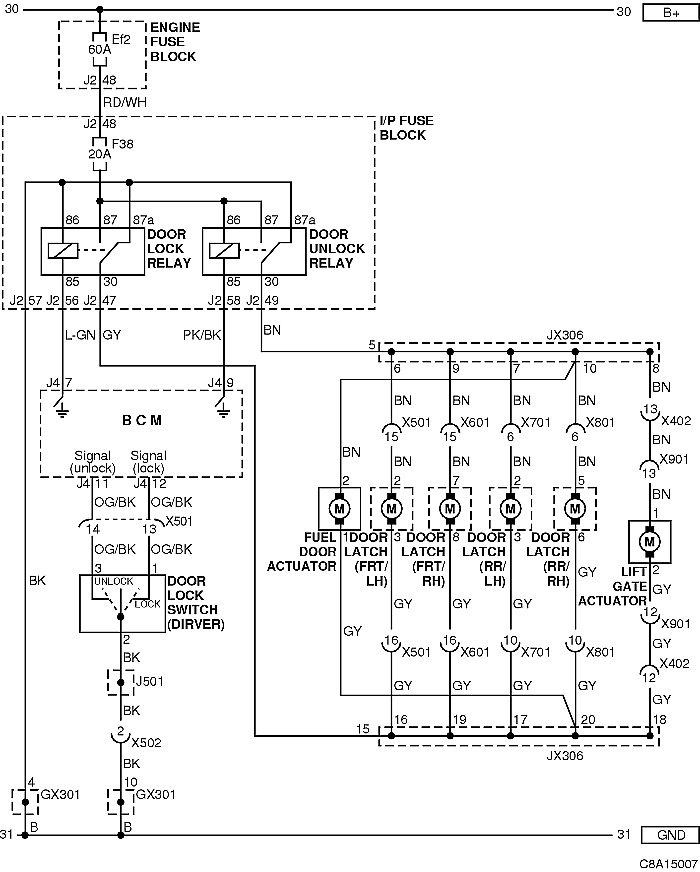 30
30 B+
ENGINE
FUSE
BLOCK
Ef2
60A
J2 48
RD/WH
J2 48
I/P FUSE
BLOCK
F38
20A
86 87 87a
86 87 87a
DOOR
LOCK
RELAY
DOOR
UNLOCK
RELAY
85 30
85 30
J2 57 J2 56 J2 47 J2 58 J2 49
L-GN GY PK/BK BN
5 JX306
6 9 7 10 8
J4 7 J4 9
BCM
Signal
(unlock)
Signal
(lock)
J4 11 J4 12
OG/BK OG/BK
X501
14 13
OG/BK OG/BK
3 1
UNLOCK
LOCK
DOOR
LOCK
SWITCH
(DIRVER)
2
BK
BK
J501
BK
2 X502
BK
4 GX301
10 GX301
B B
BN BN BN BN BN
X501 X601 X701 X801
15 15 6 6
13 X402
BN
X901
13
BN BN BN BN BN BN
2 2 7 2 5 1
M M M M M M
1 3 8 3 6 2
FUEL
DOOR
ACTUATOR
DOOR
LATCH
(FRT/
LH)
DOOR
LATCH
(FRT/
RH)
DOOR
LATCH
(RR/
LH)
DOOR
LATCH
(RR/
RH)
LIFT
GATE
ACTUATOR
GY GY GY GY GY GY
12 X901
GY
X402
12
16 X501
16 X601
10 X701
10 X801
GY GY GY GY GY
15 16 19 17 20 18
JX306
31
31 GND
C8A15007